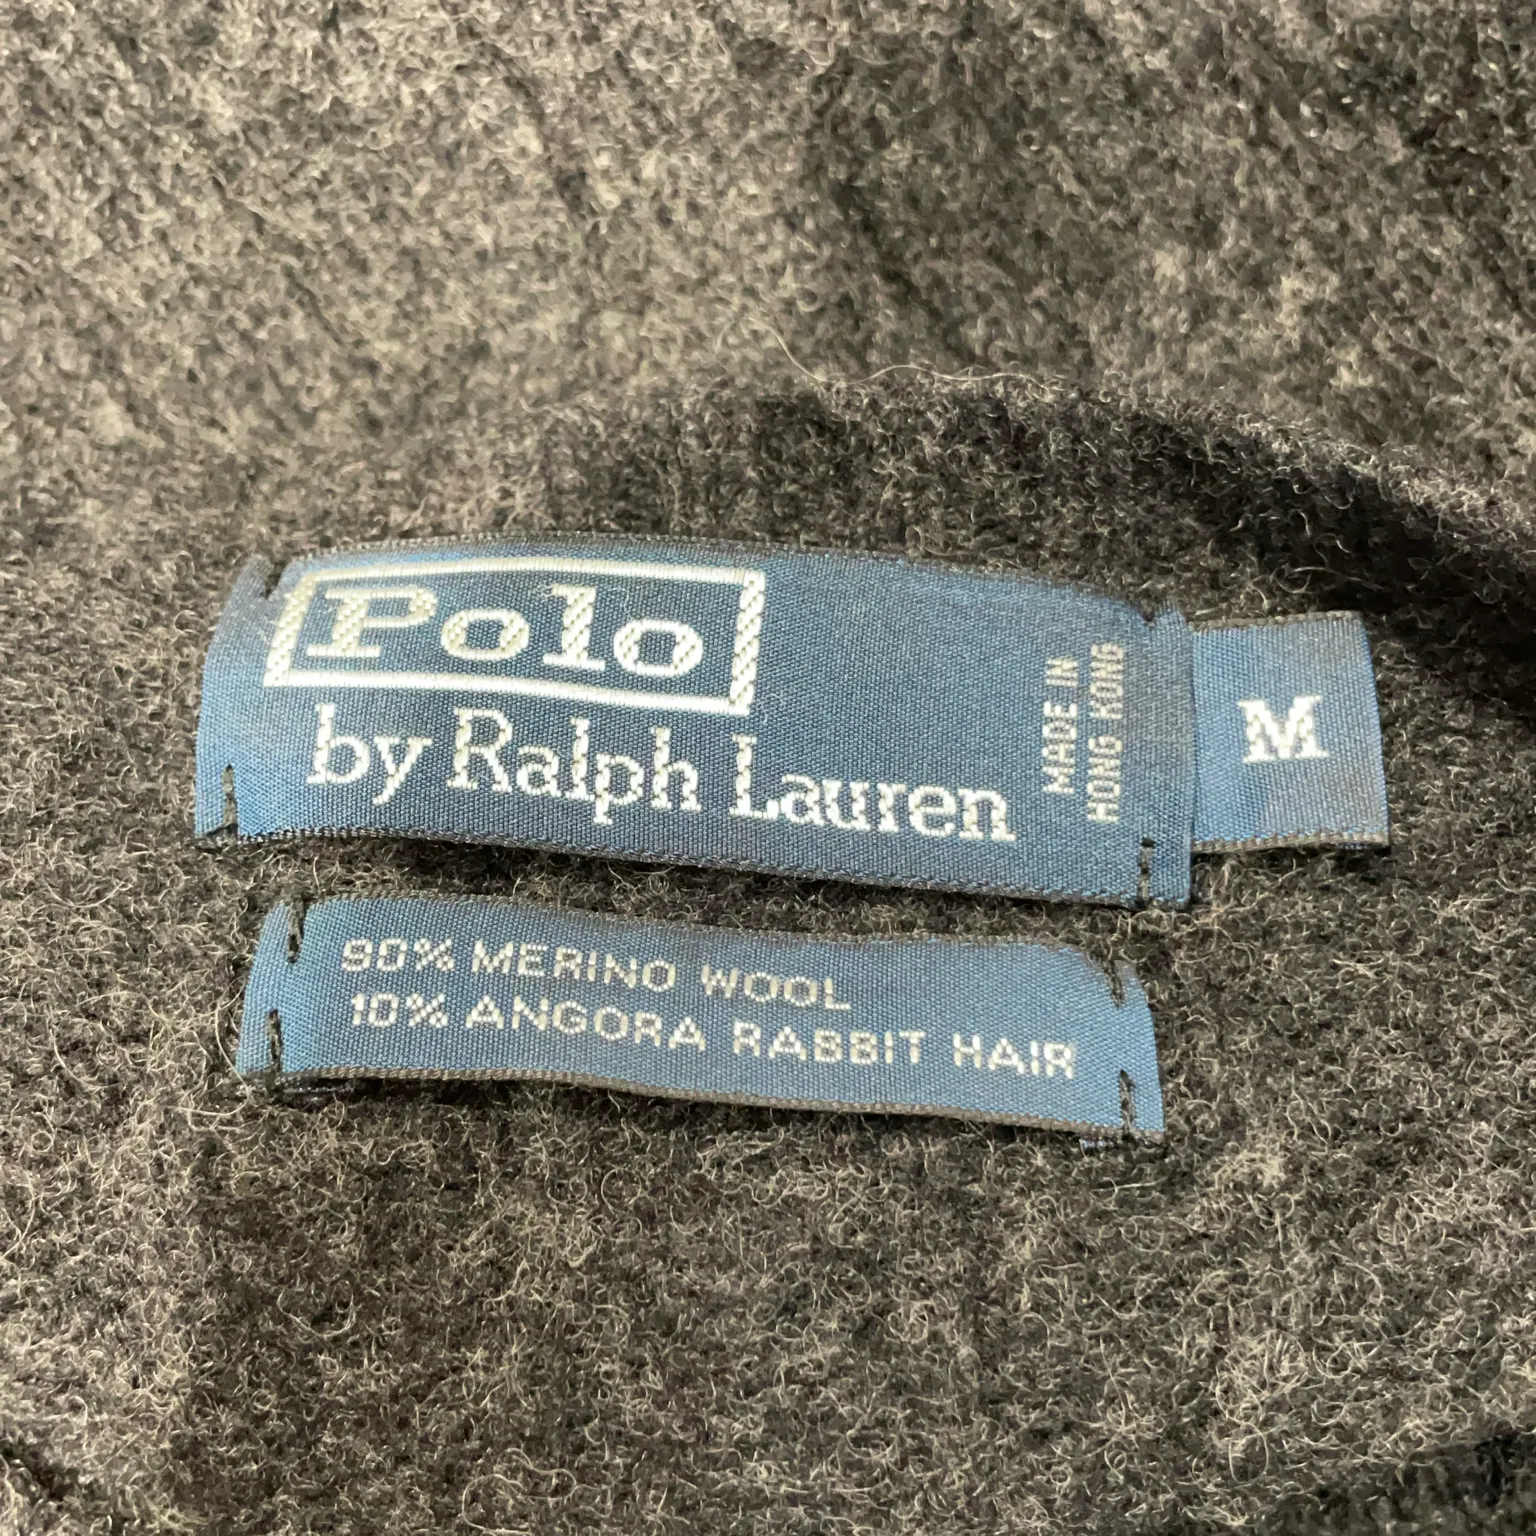 Polo
by Ralph Lauren
MADE IN
HONG KONG
M
90% MERINO WOOL
10% ANGORA RABBIT HAIR